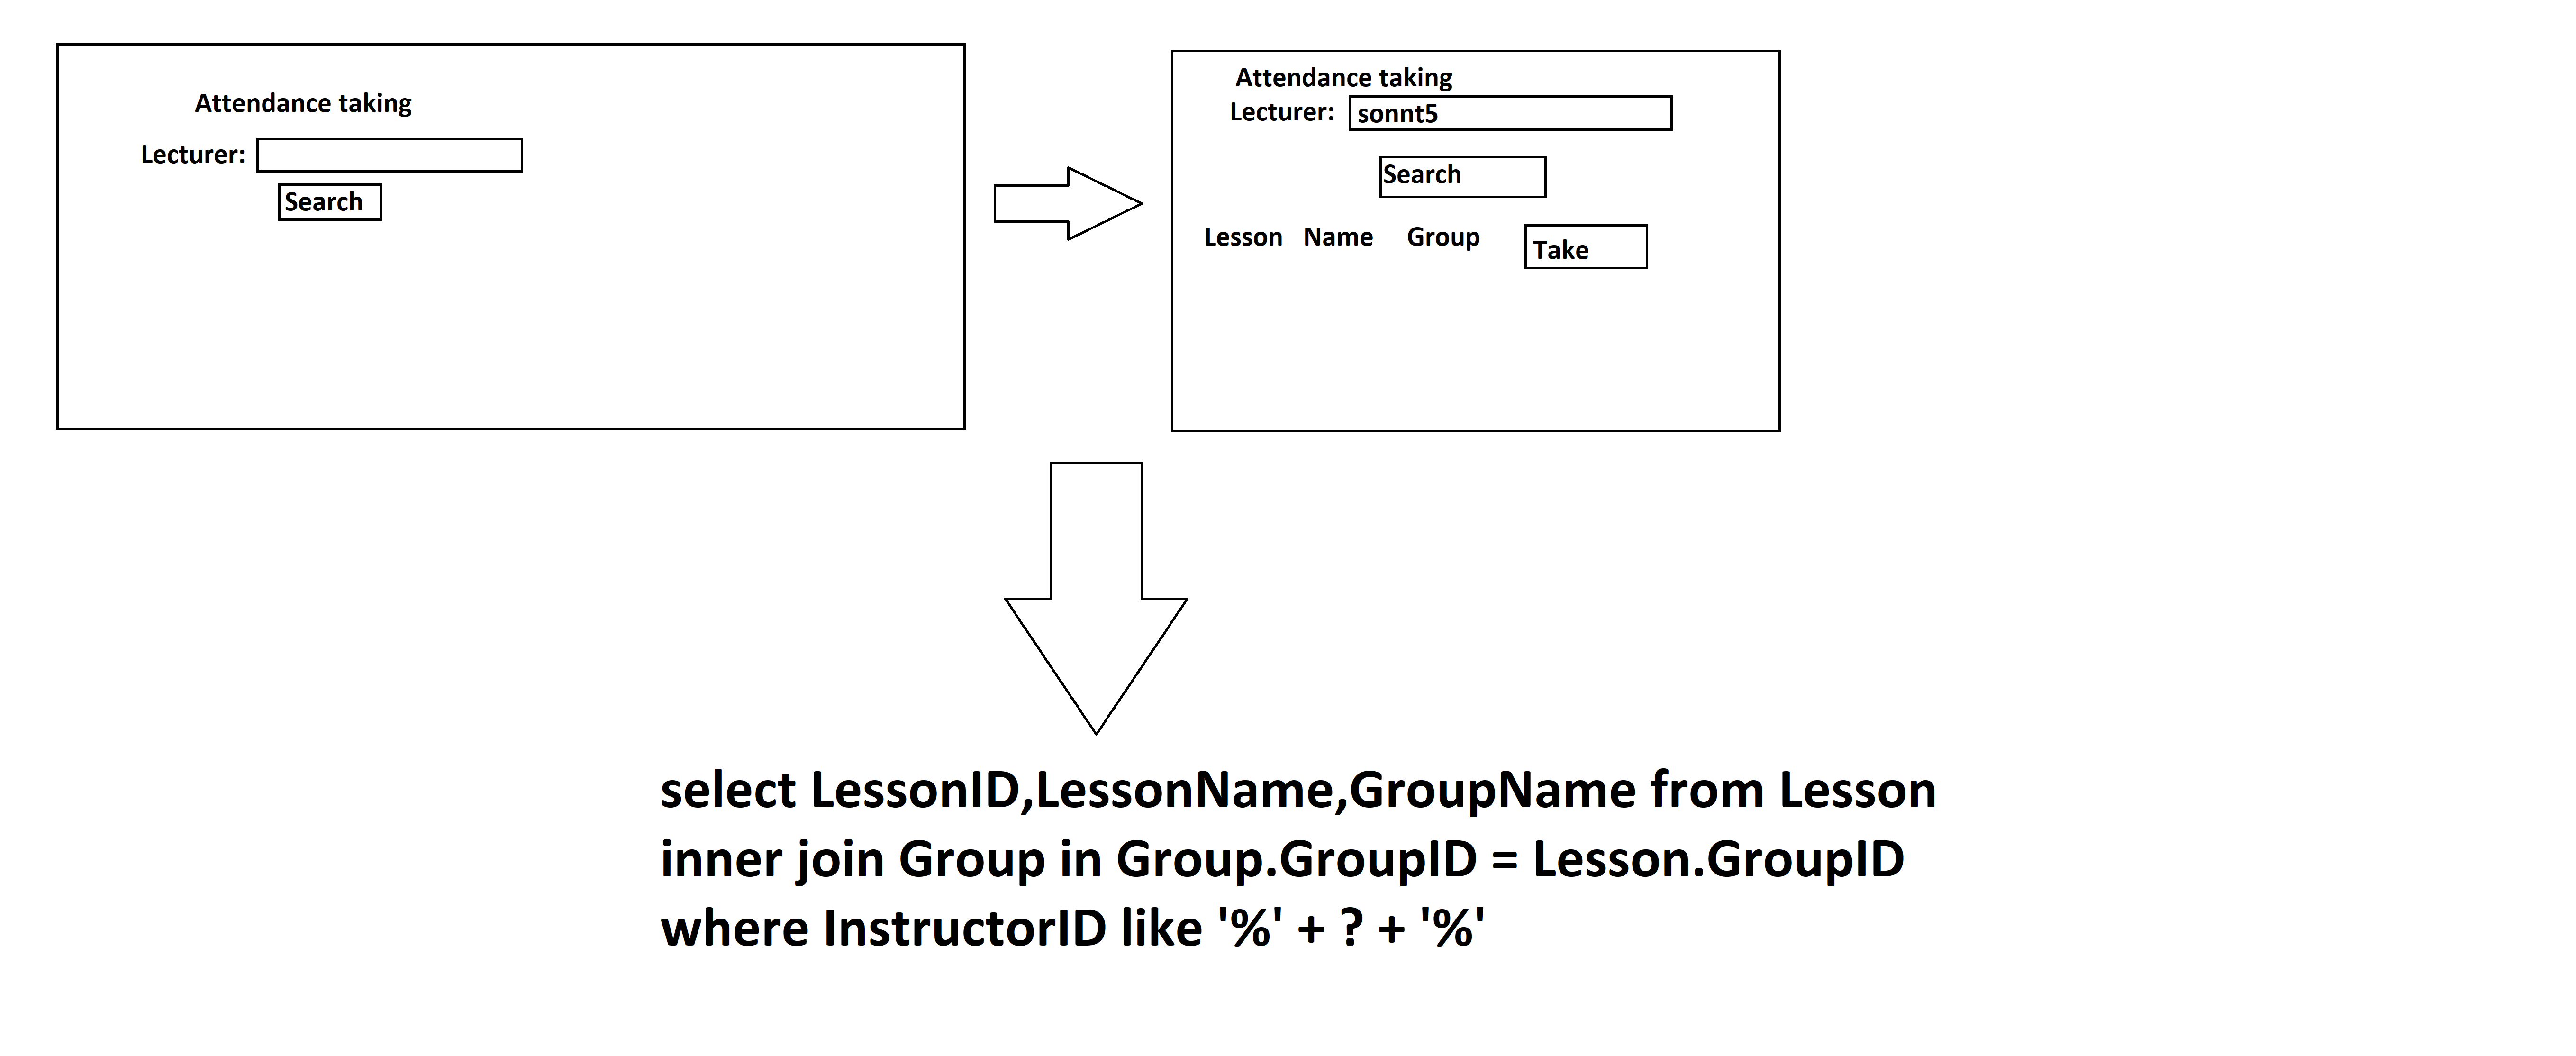 Attendance taking
Lecturer:
Search
Attendance taking
Lecturer: sonnt5
Search
Lesson Name Group Take
select LessonID,LessonName,GroupName from Lesson
inner join Group in Group.GroupID = Lesson.GroupID
where InstructorID like '%' + ? + '%'